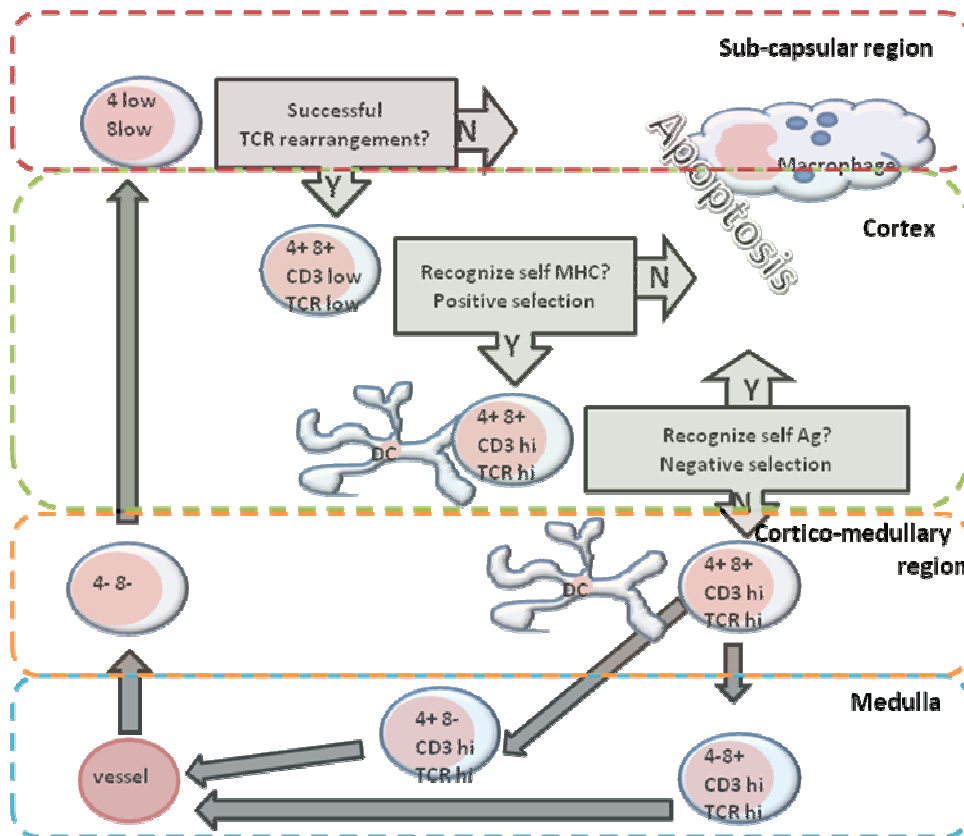 Sub-capsular region
4 low
8low
Successful
TCR rearrangement?
N
Y
Apoptosis
Macrophage
Cortex
4+ 8+
CD3 low
TCR low
Recognize self MHC?
Positive selection
N
Y
DC
4+ 8+
CD3 hi
TCR hi
Y
Recognize self Ag?
Negative selection
N
Cortico-medullary
region
4- 8-
DC
4+ 8+
CD3 hi
TCR hi
Medulla
4+ 8-
CD3 hi
TCR hi
vessel
4-8+
CD3 hi
TCR hi